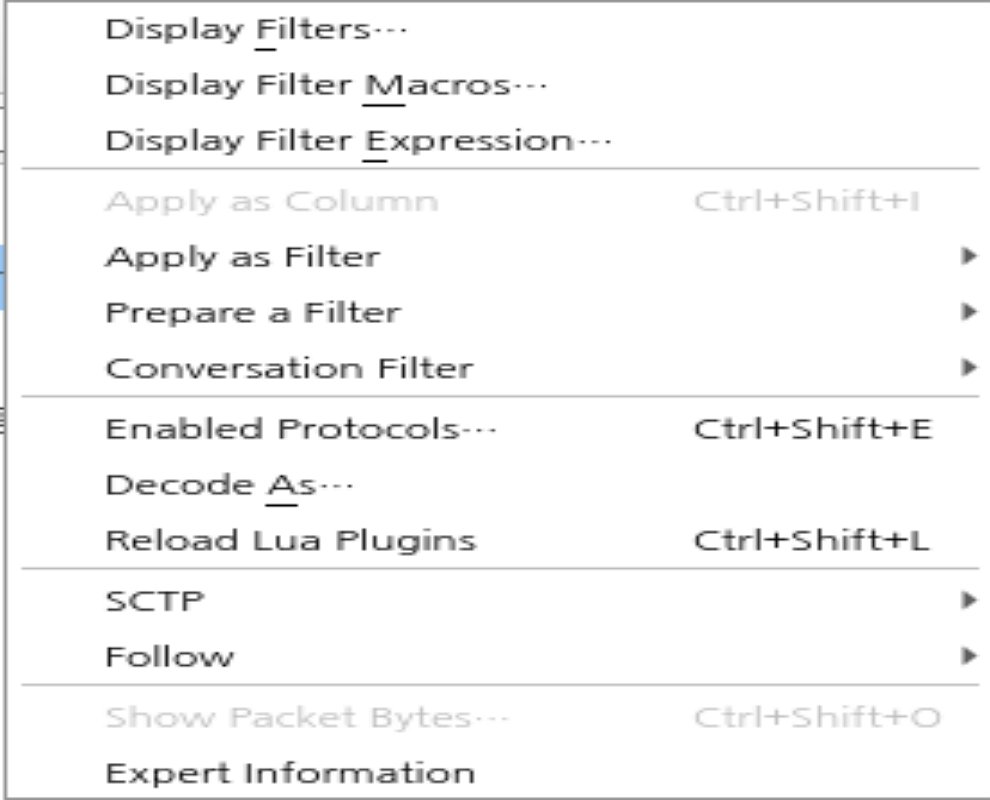 Display Filters···
Display Filter Macros···
Display Filter Expression···
Apply as Column Ctrl+Shift+I
Apply as Filter
Prepare a Filter
Conversation Filter
Enabled Protocols··· Ctrl+Shift+E
Decode As···
Reload Lua Plugins Ctrl+Shift+L
SCTP
Follow
Show Packet Bytes··· Ctrl+Shift+O
Expert Information